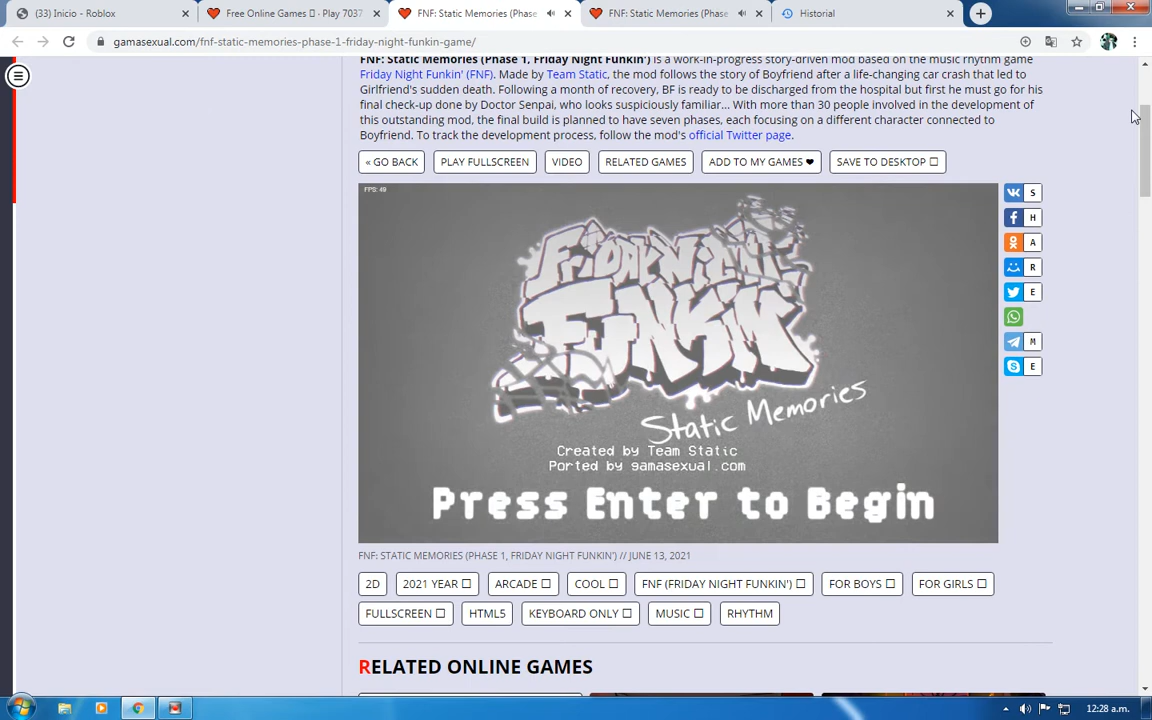 (33) Inicio - Roblox
Free Online Games □ - Play 7037
FNF: Static Memories (Phase
FNF: Static Memories (Phase
Historial
gamasexual.com/fnf-static-memories-phase-1-friday-night-funkin-game/
FNF: Static Memories (Phase 1, Friday Night Funkin') is a work-in-progress story-driven mod based on the music rhythm game
Friday Night Funkin' (FNF). Made by Team Static, the mod follows the story of Boyfriend after a life-changing car crash that led to
Girlfriend's sudden death. Following a month of recovery, BF is ready to be discharged from the hospital but first he must go for his
final check-up done by Doctor Senpai, who looks suspiciously familiar... With more than 30 people involved in the development of
this outstanding mod, the final build is planned to have seven phases, each focusing on a different character connected to
Boyfriend. To track the development process, follow the mod's official Twitter page.
« GO BACK
PLAY FULLSCREEN
VIDEO
RELATED GAMES
ADD TO MY GAMES ❤
SAVE TO DESKTOP □
FPS: 49
FRIDAY NIGHT
FUNKIN
Static Memories
Created by Team Static
Ported by gamasexual.com
Press Enter to Begin
S
H
A
R
E
M
E
FNF: STATIC MEMORIES (PHASE 1, FRIDAY NIGHT FUNKIN') // JUNE 13, 2021
2D
2021 YEAR □
ARCADE □
COOL □
FNF (FRIDAY NIGHT FUNKIN') □
FOR BOYS □
FOR GIRLS □
FULLSCREEN □
HTML5
KEYBOARD ONLY □
MUSIC □
RHYTHM
RELATED ONLINE GAMES
12:28 a.m.